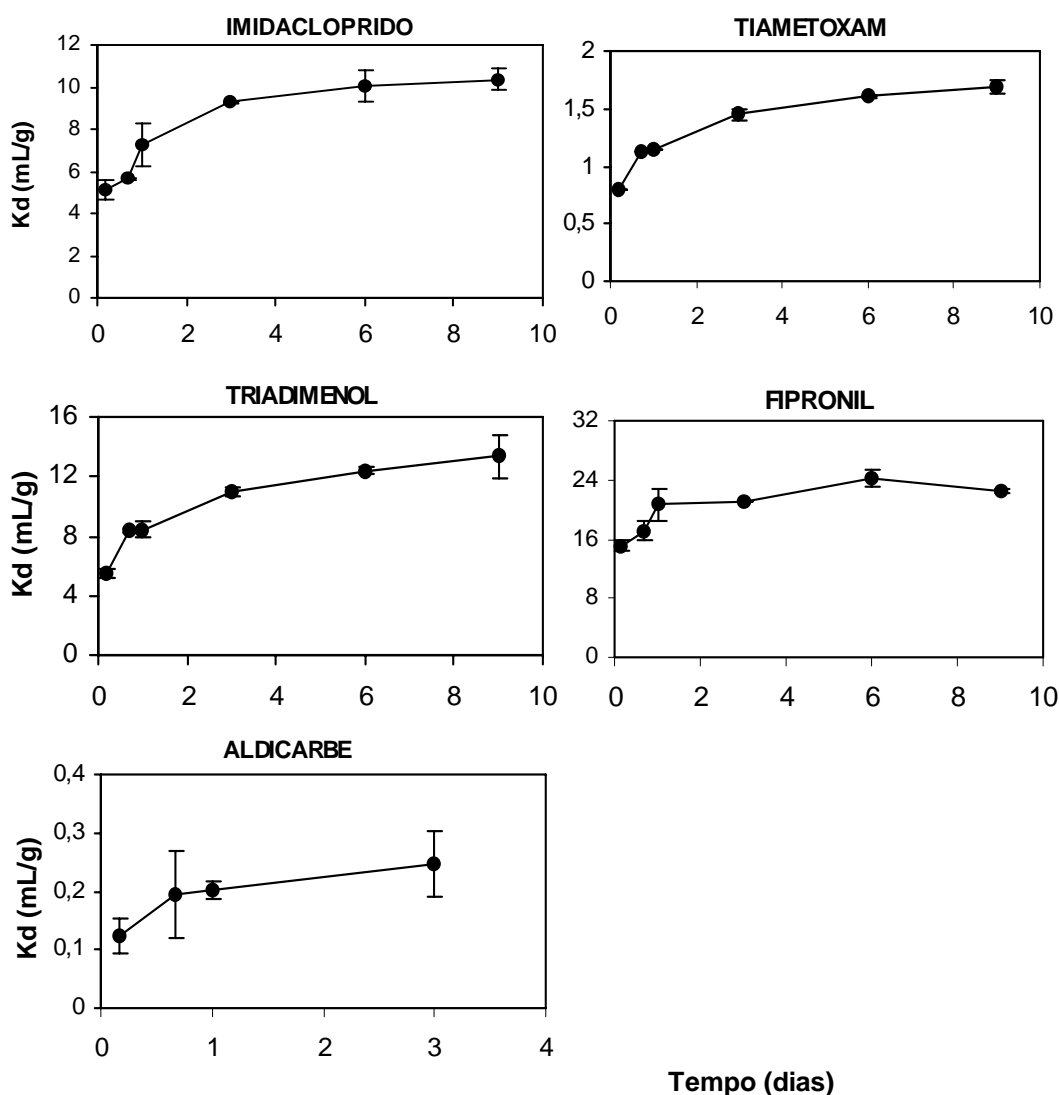 IMIDACLOPRIDO
12
10
8
6
4
2
0
Kd (mL/g)
0 2 4 6 8 10
TIAMETOXAM
2
1,5
1
0,5
0
0 2 4 6 8 10
TRIADIMENOL
16
12
8
4
0
Kd (mL/g)
0 2 4 6 8 10
FIPRONIL
32
24
16
8
0
0 2 4 6 8 10
ALDICARBE
0,4
0,3
0,2
0,1
0
Kd (mL/g)
0 1 2 3 4
Tempo (dias)